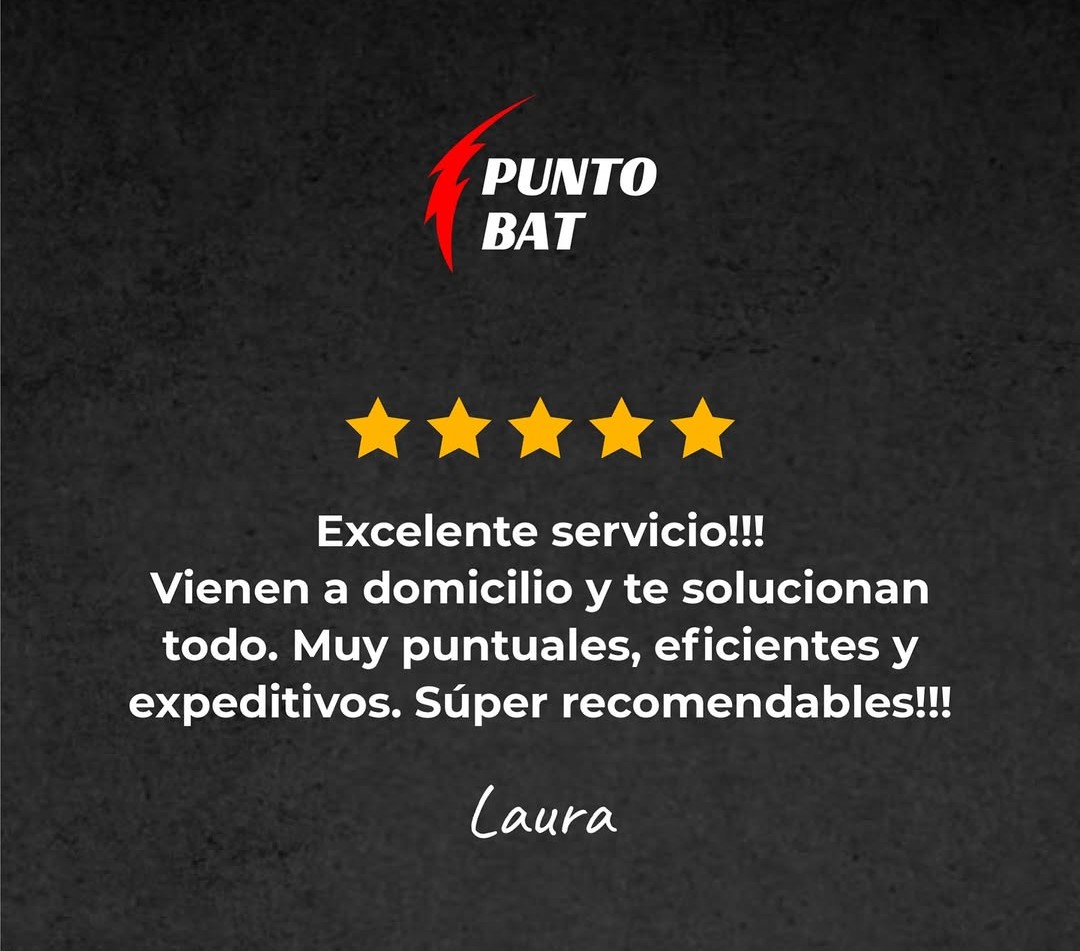 PUNTO
BAT
Excelente servicio!!!
Vienen a domicilio y te solucionan
todo. Muy puntuales, eficientes y
expeditivos. Súper recomendables!!!
Laura